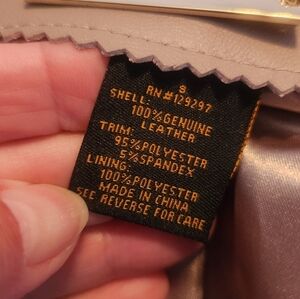 S
RN#129297
SHELL:
100%GENUINE
LEATHER
TRIM:
95%POLYESTER
5%SPANDEX
LINING:
100%POLYESTER
MADE IN CHINA
SEE REVERSE FOR CARE